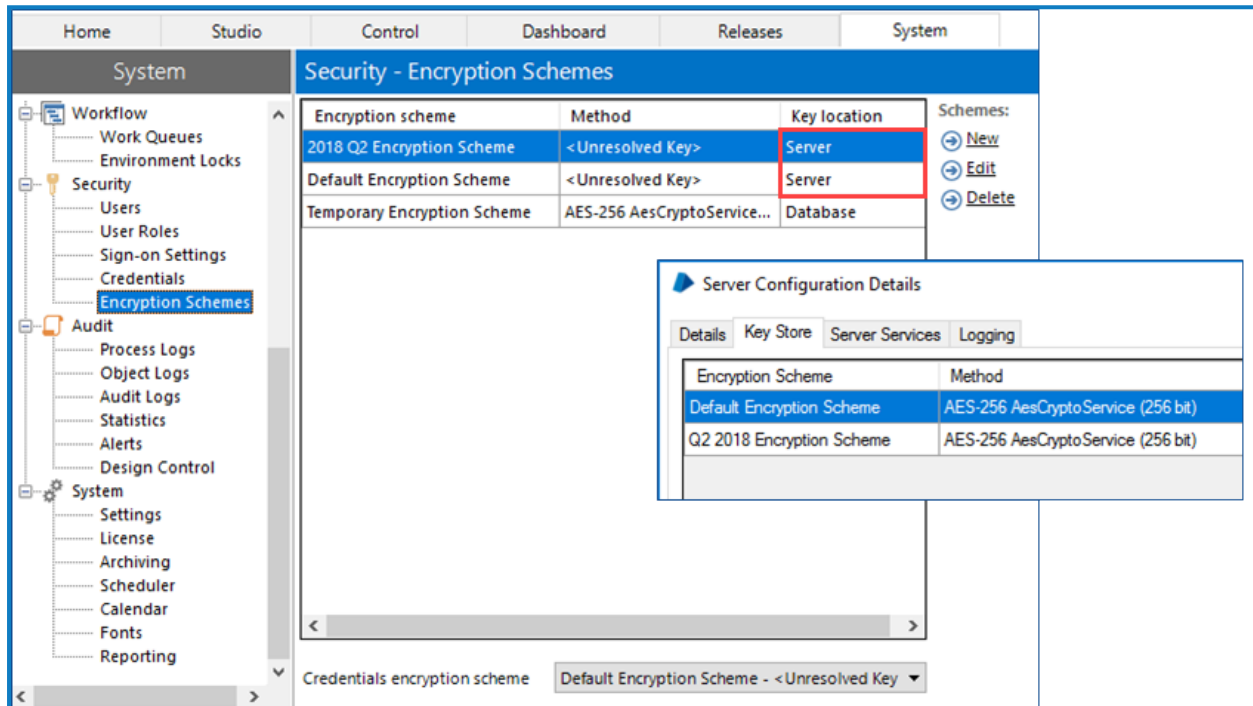 Home Studio Control Dashboard Releases System
System
Workflow
Work Queues
Environment Locks
Security
Users
User Roles
Sign-on Settings
Credentials
Encryption Schemes
Audit
Process Logs
Object Logs
Audit Logs
Statistics
Alerts
Design Control
System
Settings
License
Archiving
Scheduler
Calendar
Fonts
Reporting
Security - Encryption Schemes
Encryption scheme Method Key location
2018 Q2 Encryption Scheme <Unresolved Key> Server
Default Encryption Scheme <Unresolved Key> Server
Temporary Encryption Scheme AES-256 AesCryptoService... Database
Schemes:
New
Edit
Delete
Server Configuration Details
Details Key Store Server Services Logging
Encryption Scheme Method
Default Encryption Scheme AES-256 AesCryptoService (256 bit)
Q2 2018 Encryption Scheme AES-256 AesCryptoService (256 bit)
Credentials encryption scheme Default Encryption Scheme - <Unresolved Key